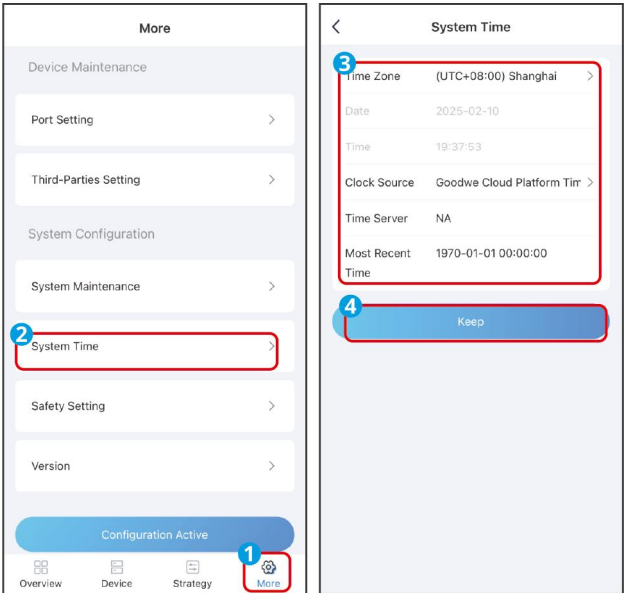 More
Device Maintenance
Port Setting
Third-Parties Setting
System Configuration
System Maintenance
2
System Time
Safety Setting
Version
Configuration Active
1
Overview Device Strategy More
System Time
3
Time Zone (UTC+08:00) Shanghai
Date 2025-02-10
Time 19:37:53
Clock Source Goodwe Cloud Platform Tim
Time Server NA
Most Recent 1970-01-01 00:00:00
Time
4
Keep